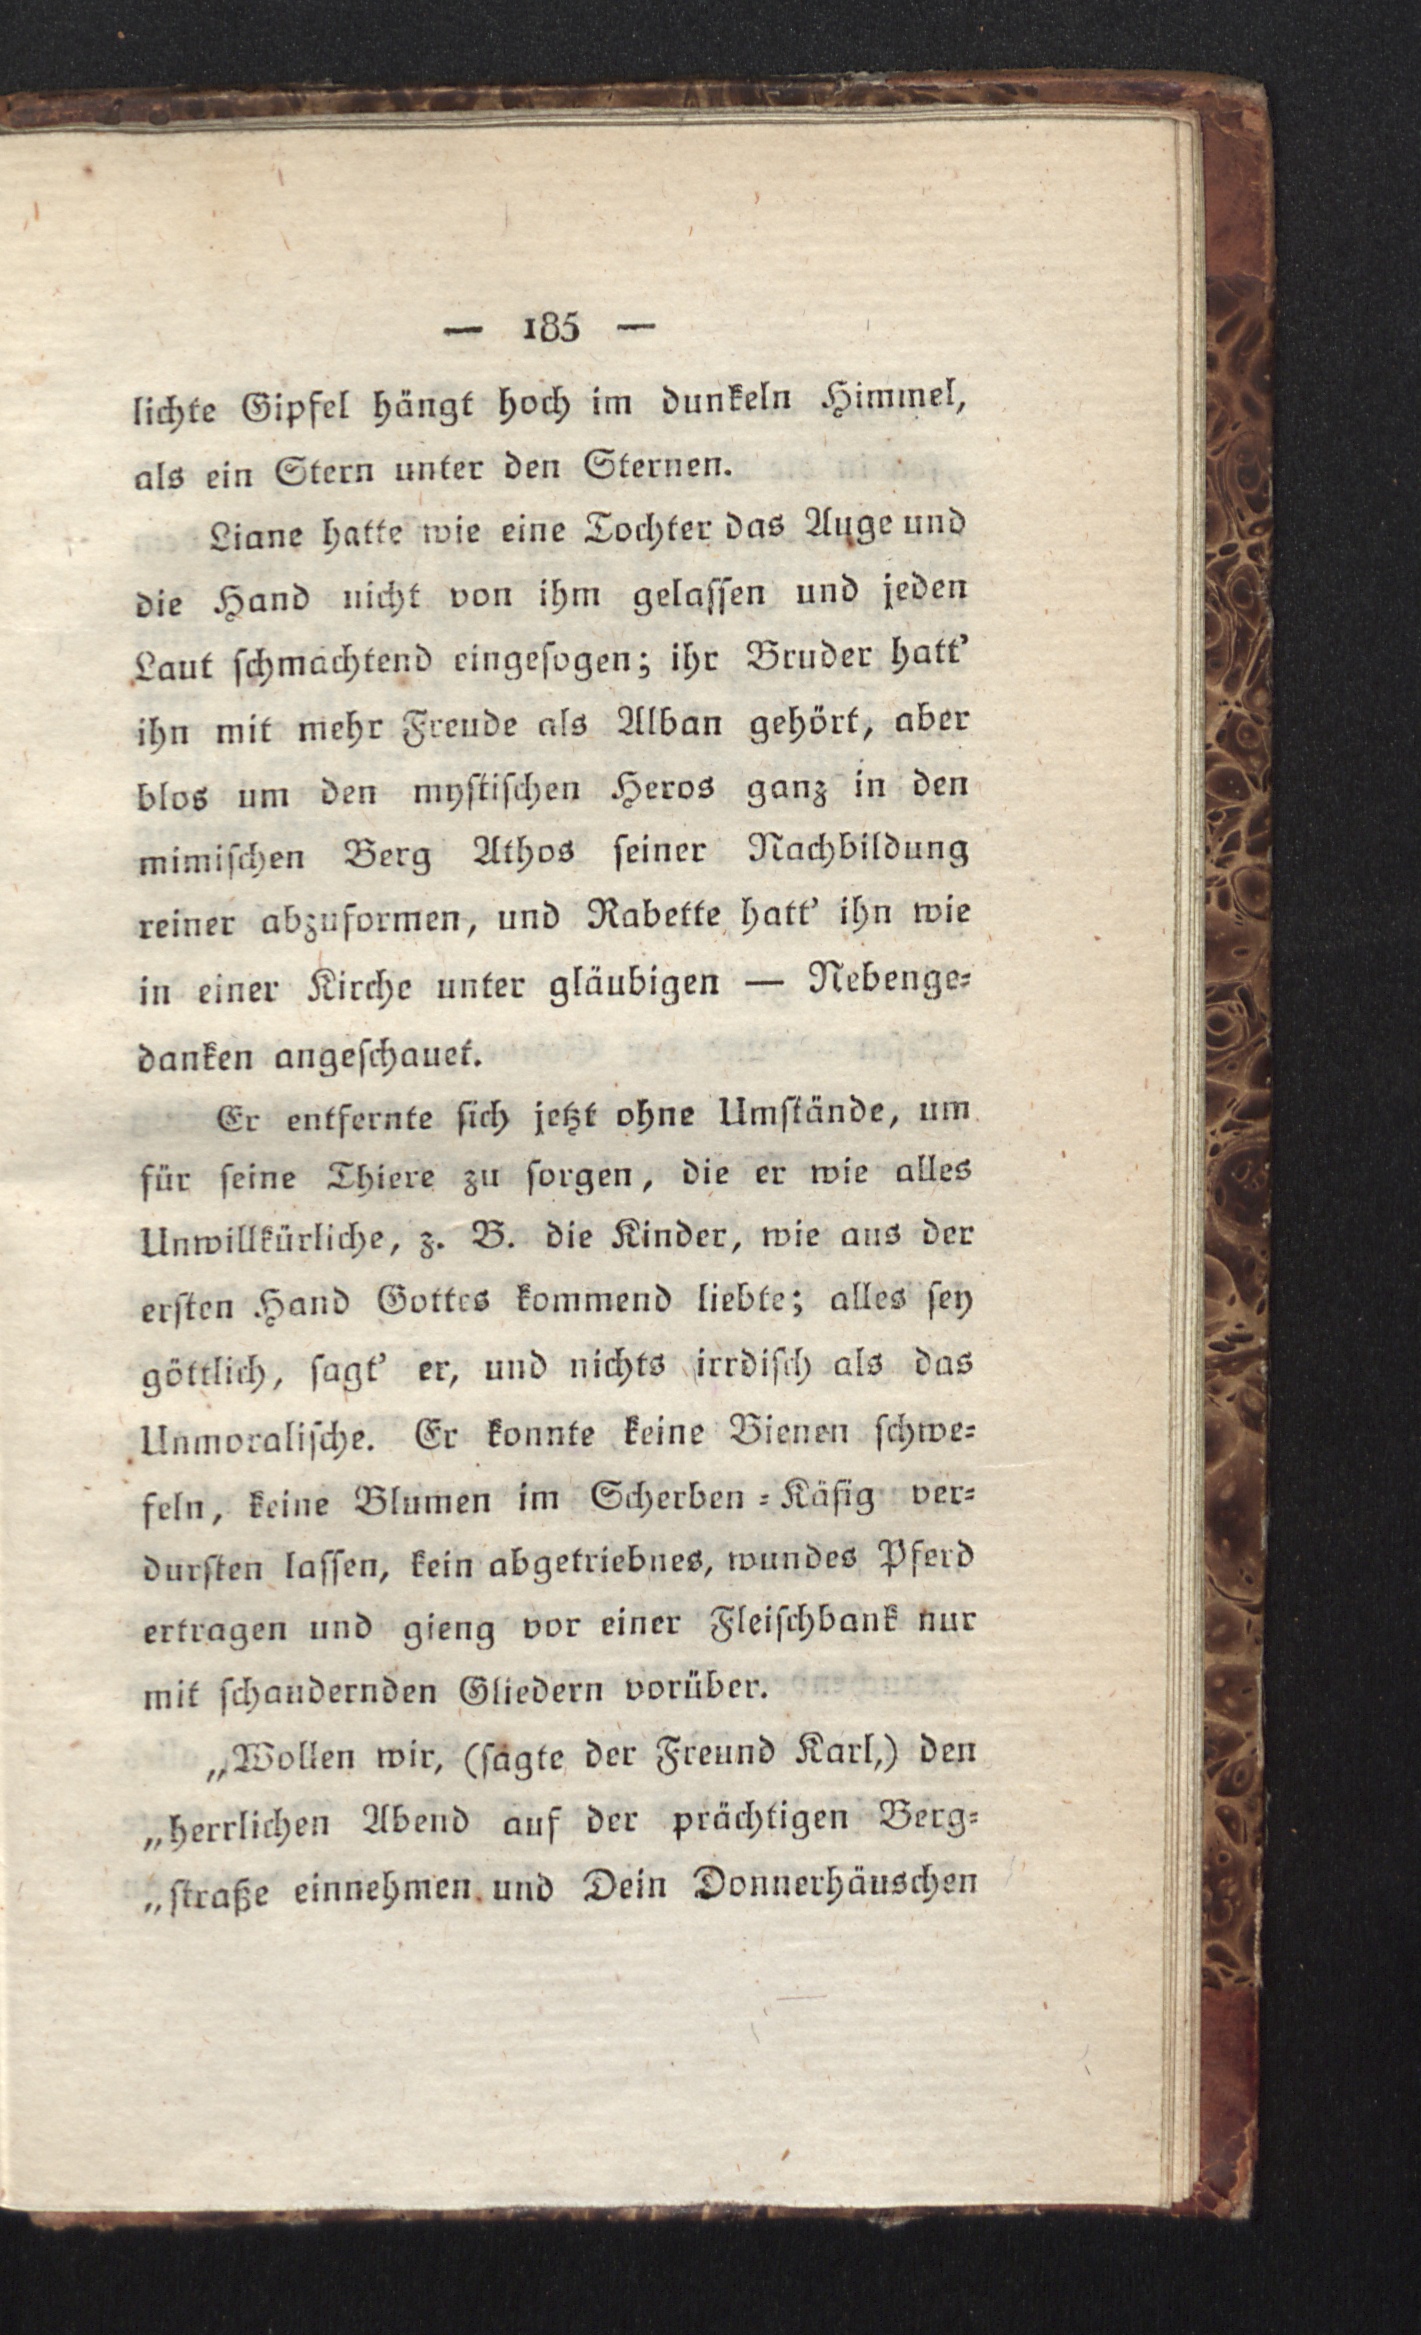 — 185 —
lichte Gipfel hängt hoch im dunkeln Himmel,
als ein Stern unter den Sternen.
Liane hatte wie eine Tochter das Auge und
die Hand nicht von ihm gelaſſen und jeden
Laut ſchmachtend eingeſogen; ihr Bruder hatt’
ihn mit mehr Freude als Alban gehört, aber
blos um den myſtiſchen Heros ganz in den
mimiſchen Berg Athos ſeiner Nachbildung
reiner abzuformen, und Rabette hatt’ ihn wie
in einer Kirche unter gläubigen — Nebenge⸗
danken angeſchauet.
Er entfernte ſich jetzt ohne Umſtände, um
für ſeine Thiere zu ſorgen, die er wie alles
Unwillkürliche, z. B. die Kinder, wie aus der
erſten Hand Gottes kommend liebte; alles ſey
göttlich, ſagt’ er, und nichts irrdiſch als das
Unmoraliſche. Er konnte keine Bienen ſchwe⸗
feln, keine Blumen im Scherben⸗Käſig ver⸗
durſten laſſen, kein abgetriebnes, wundes Pferd
ertragen und gieng vor einer Fleiſchbank nur
mit ſchaudernden Gliedern vorüber.
„Wollen wir, (ſagte der Freund Karl,) den
„herrlichen Abend auf der prächtigen Berg⸗
„ſtraße einnehmen und Dein Donnerhäuschen